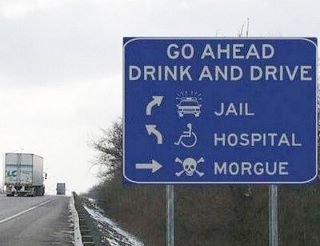 GO AHEAD
DRINK AND DRIVE
JAIL
HOSPITAL
MORGUE